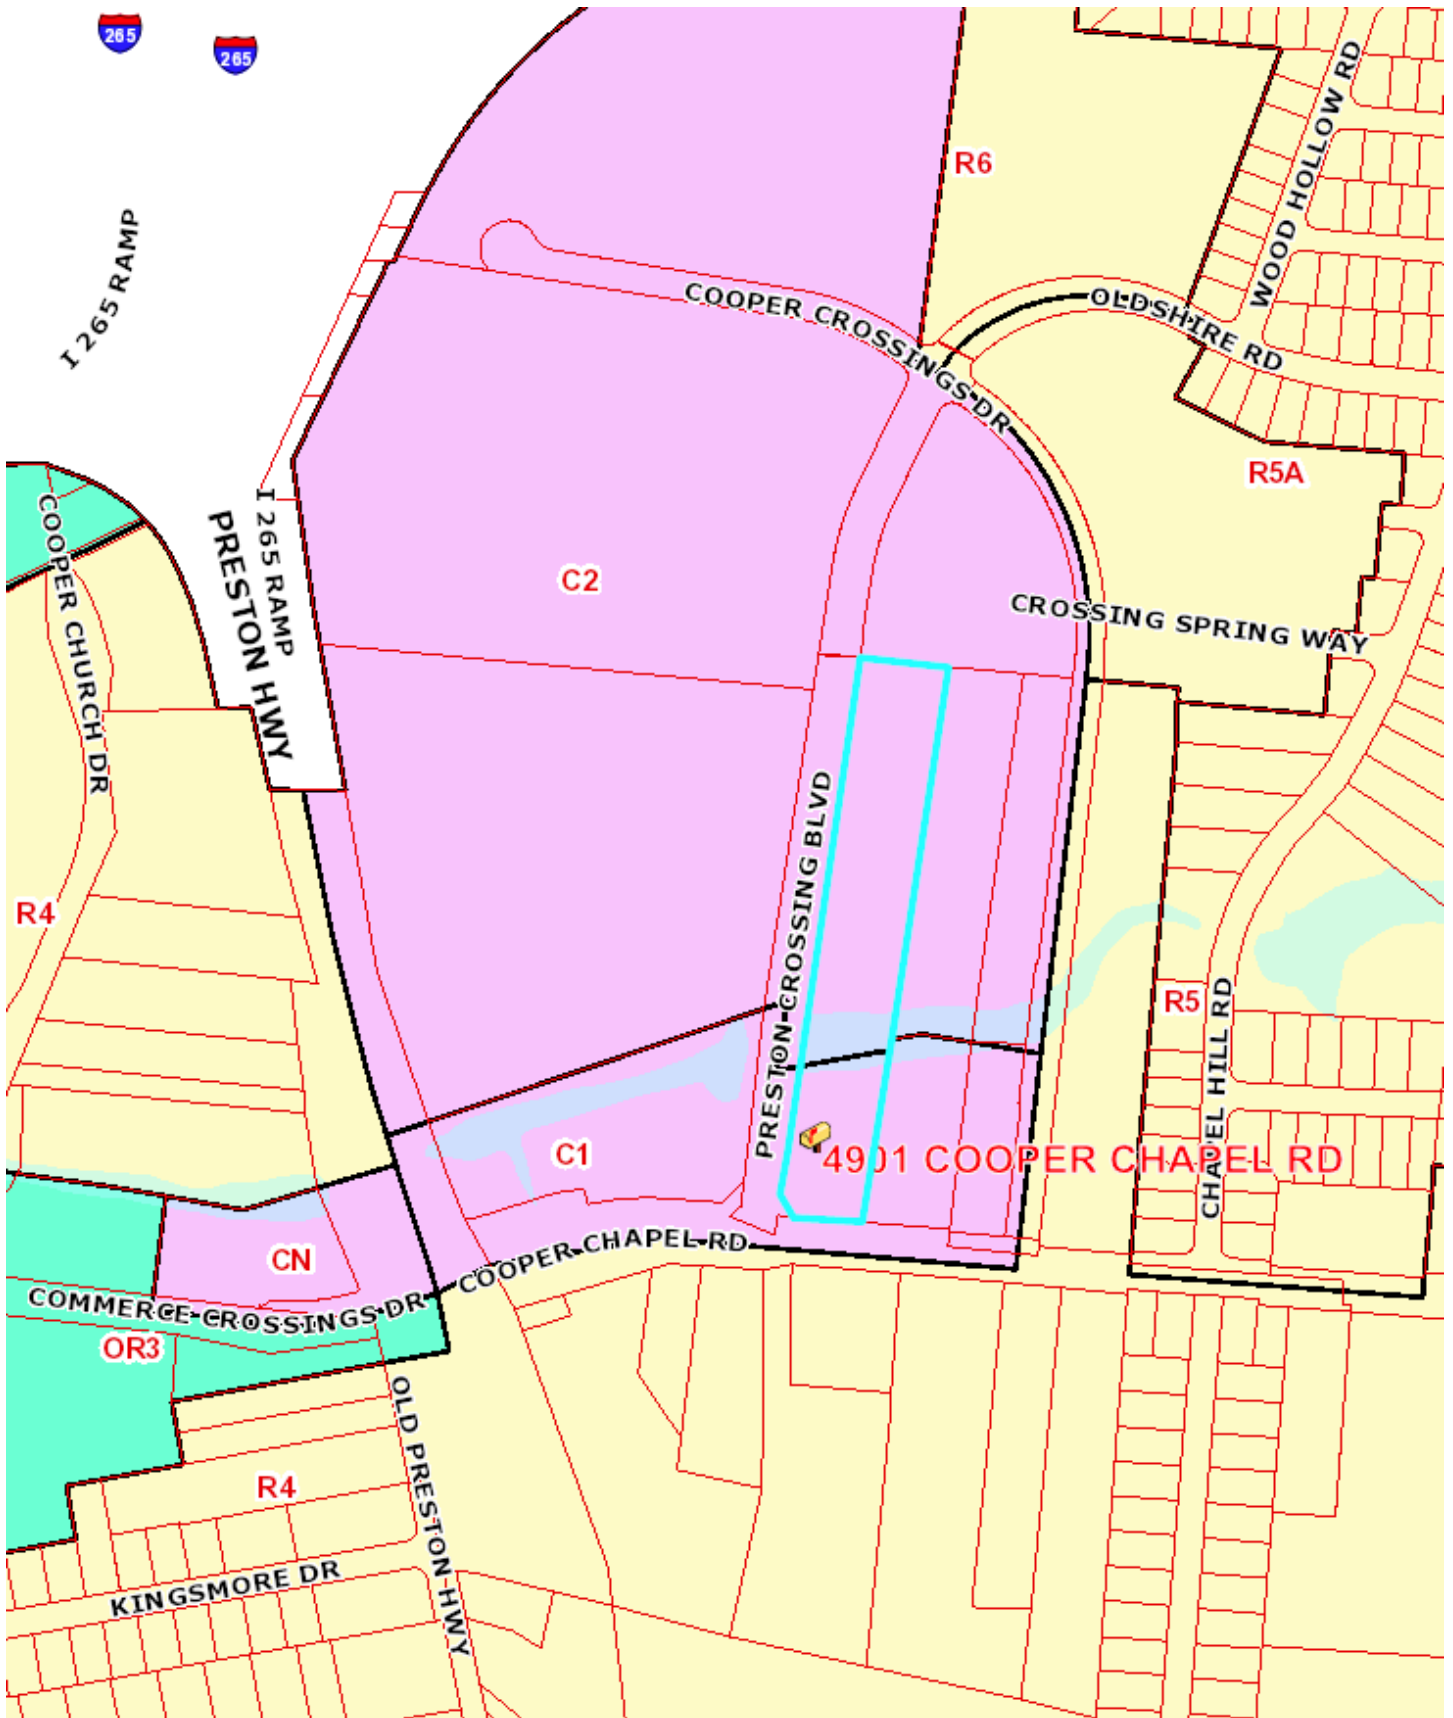 265
265
WOOD HOLLOW RD
R6
I 265 RAMP
COOPER CROSSINGS DR
OLDSHIRE RD
R5A
COOPER CHURCH DR
I 265 RAMP
PRESTON HWY
C2
CROSSING SPRING WAY
PRESTON CROSSING BLVD
R4
R5
CHAPEL HILL RD
C1
4901 COOPER CHAPEL RD
CN
COOPER CHAPEL RD
COMMERCE CROSSINGS DR
OR3
OLD PRESTON HWY
R4
KINGSMORE DR